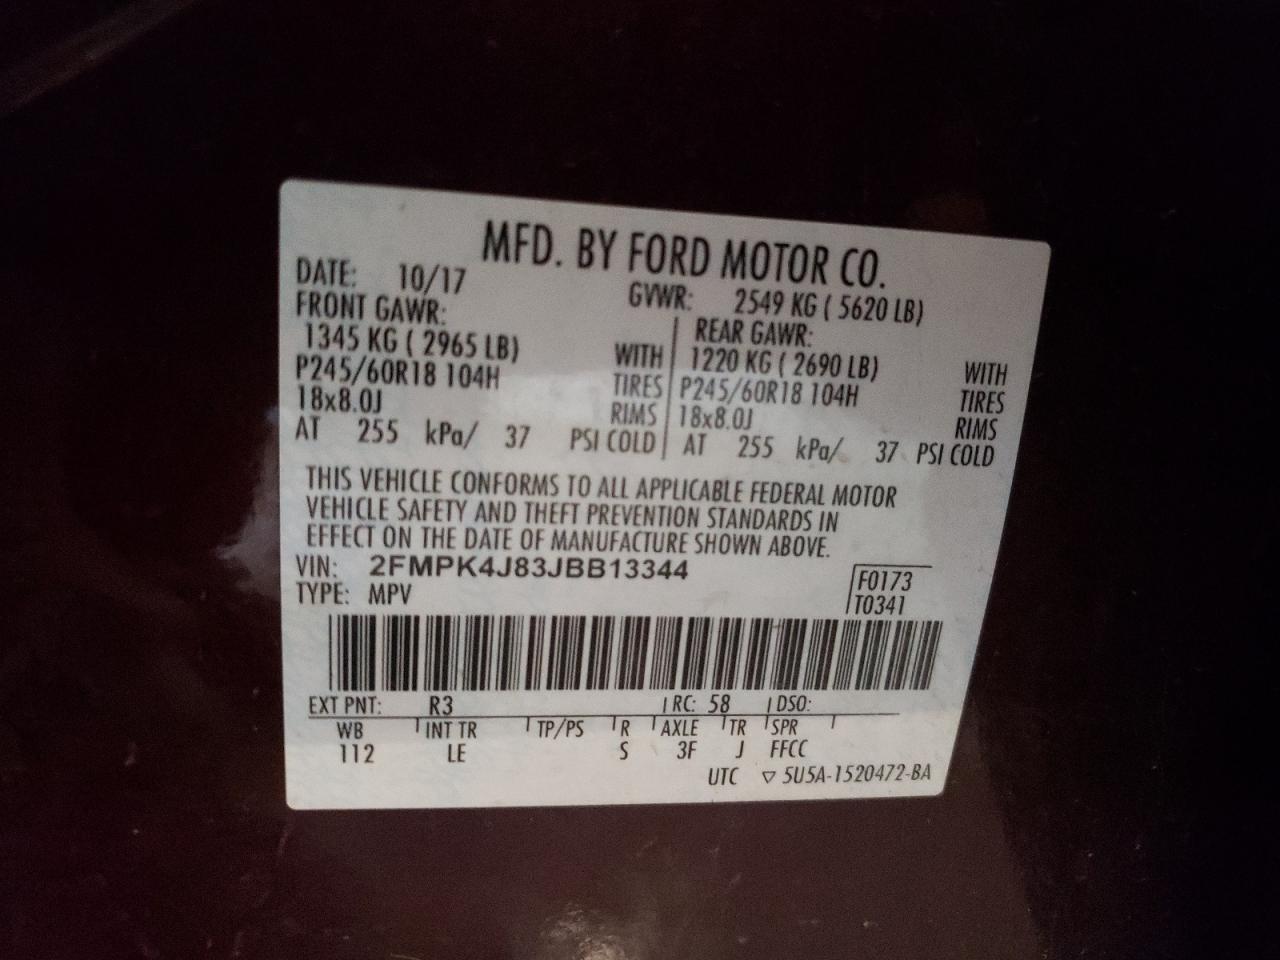 MFD. BY FORD MOTOR CO.
DATE: 10/17 GVWR: 2549 KG ( 5620 LB)
FRONT GAWR: REAR GAWR:
1345 KG ( 2965 LB) WITH 1220 KG ( 2690 LB) WITH
P245/60R18 104H TIRES P245/60R18 104H TIRES
18x8.0J RIMS 18x8.0J RIMS
AT 255 kPa/ 37 PSI COLD AT 255 kPa/ 37 PSI COLD
THIS VEHICLE CONFORMS TO ALL APPLICABLE FEDERAL MOTOR
VEHICLE SAFETY AND THEFT PREVENTION STANDARDS IN
EFFECT ON THE DATE OF MANUFACTURE SHOWN ABOVE.
VIN: 2FMPK4J83JBB13344 F0173
TYPE: MPV T0341
EXT PNT: R3 RC: 58 DSO:
WB INT TR TP/PS R AXLE TR SPR
112 LE S 3F J FFCC
UTC ▽ 5U5A-1520472-BA